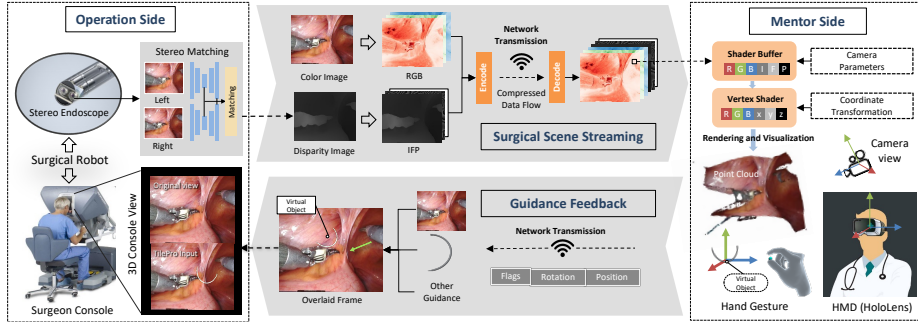 Operation Side
Stereo Matching
Left
Right
Matching
Stereo Endoscope
Surgical Robot
Surgeon Console
3D Console View
Original view
TilePro Input
Color Image
RGB
Disparity Image
IFP
Encode
Network
Transmission
Compressed
Data Flow
Decode
Surgical Scene Streaming
Guidance Feedback
Virtual
Object
Overlaid Frame
Other
Guidance
Network Transmission
Flags
Rotation
Position
Mentor Side
Shader Buffer
R G B I F P
Camera
Parameters
Vertex Shader
R G B x y z
Coordinate
Transformation
Rendering and Visualization
Point Cloud
Camera
view
Virtual
Object
Hand Gesture
HMD (HoloLens)